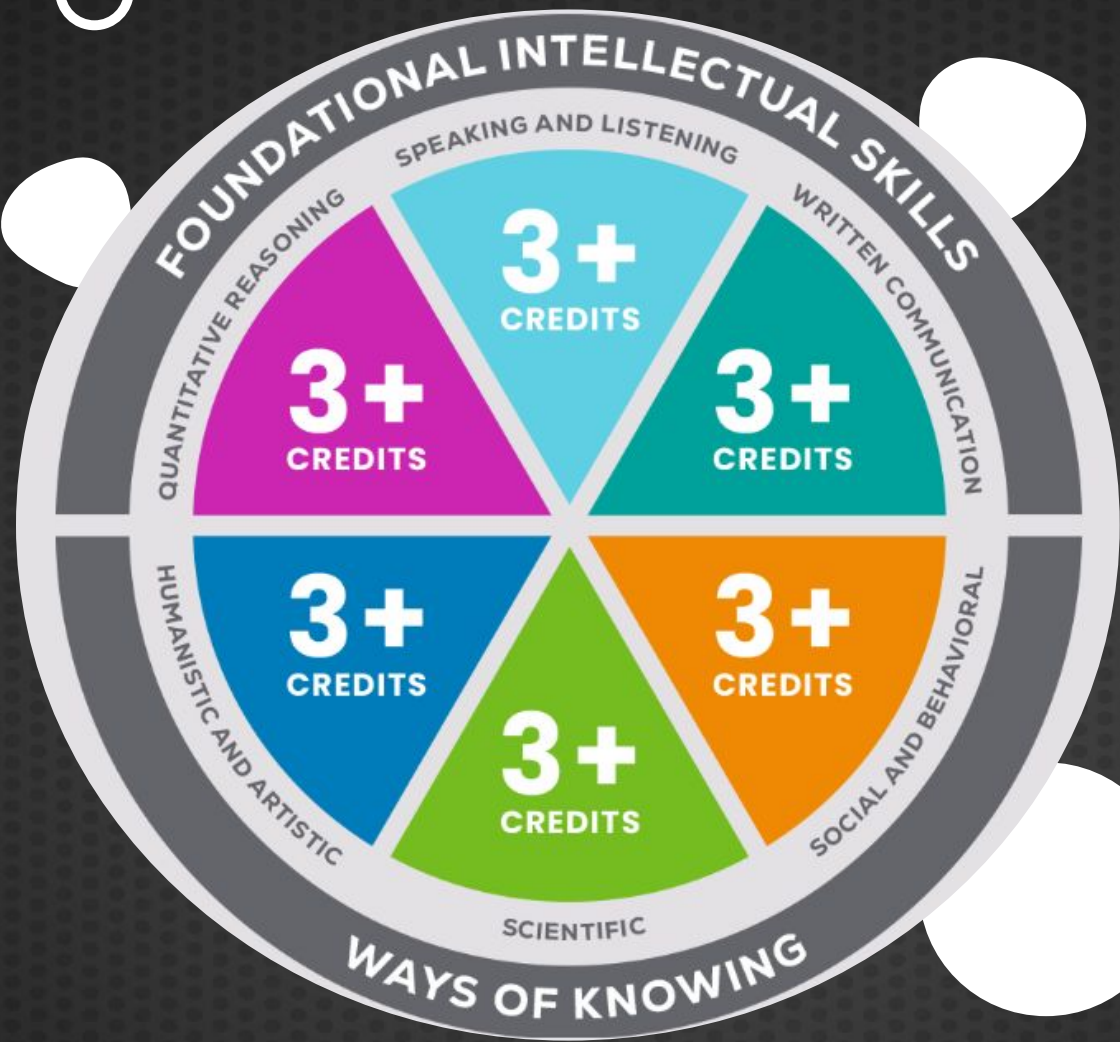 FOUNDATIONAL INTELLECTUAL SKILLS
SPEAKING AND LISTENING
QUANTITATIVE REASONING
WRITTEN COMMUNICATION
3+
CREDITS
3+
CREDITS
3+
CREDITS
3+
CREDITS
3+
CREDITS
3+
CREDITS
HUMANISTIC AND ARTISTIC
SOCIAL AND BEHAVIORAL
SCIENTIFIC
WAYS OF KNOWING